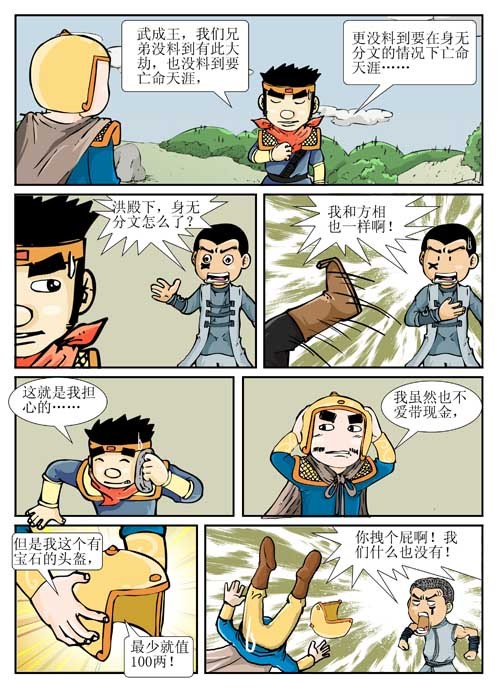 武成王，我们兄
弟没料到有此大
劫，也没料到要
亡命天涯，
更没料到要在身无
分文的情况下亡命
天涯……
洪殿下，身无
分文怎么了？
我和方相
也一样啊！
这就是我担
心的……
我虽然也不
爱带现金，
但是我这个有
宝石的头盔，
最少就值
100两！
你拽个屁啊！我
们什么也没有！